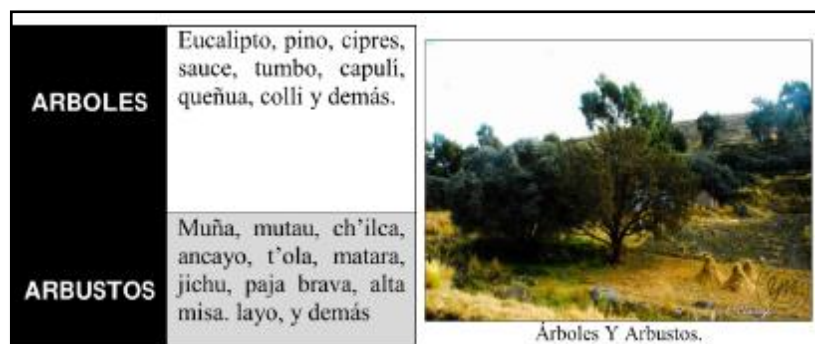 ARBOLES
Eucalipto, pino, cipres,
sauce, tumbo, capulí,
queñua, colli y demás.
ARBUSTOS
Muña, mutau, ch'ilca,
ancayo, t'ola, matara,
jichu, paja brava, alta
misa. layo, y demás
Árboles Y Arbustos.